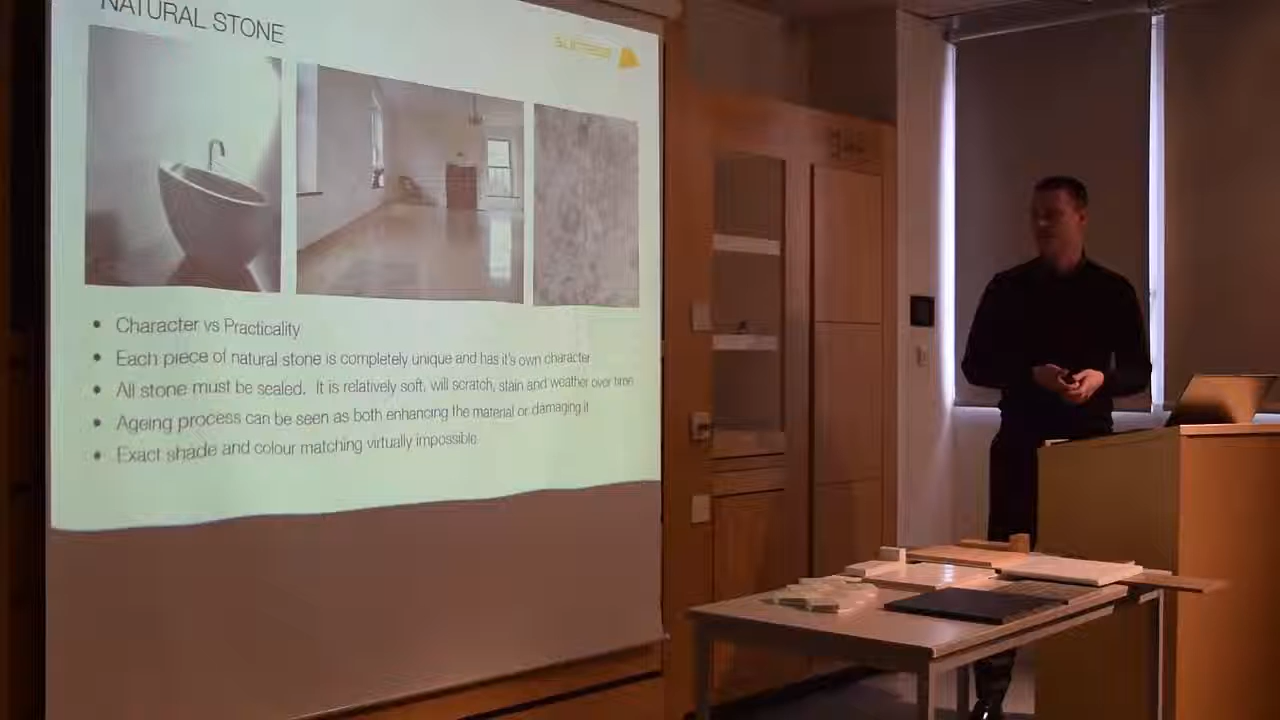 NATURAL STONE
• Character vs Practicality
• Each piece of natural stone is completely unique and has it's own character
• All stone must be sealed. It is relatively soft, will scratch, stain and weather over time
• Ageing process can be seen as both enhancing the material or damaging it
• Exact shade and colour matching virtually impossible